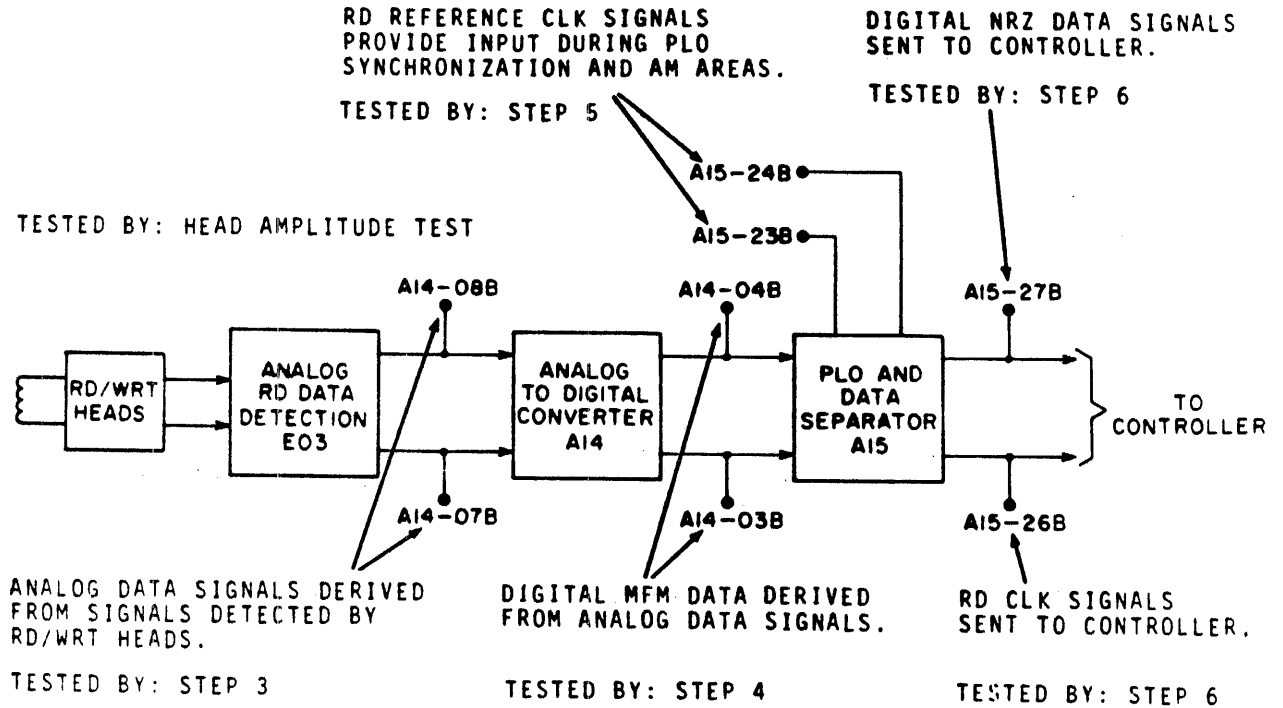 RD REFERENCE CLK SIGNALS
PROVIDE INPUT DURING PLO
SYNCHRONIZATION AND AM AREAS.
TESTED BY: STEP 5
DIGITAL NRZ DATA SIGNALS
SENT TO CONTROLLER.
TESTED BY: STEP 6
A15-24B
A15-23B
TESTED BY: HEAD AMPLITUDE TEST
A14-08B
A14-04B
A15-27B
RD/WRT
HEADS
ANALOG
RD DATA
DETECTION
E03
ANALOG
TO DIGITAL
CONVERTER
A14
PLO AND
DATA
SEPARATOR
A15
TO
CONTROLLER
A14-07B
A14-03B
A15-26B
ANALOG DATA SIGNALS DERIVED
FROM SIGNALS DETECTED BY
RD/WRT HEADS.
TESTED BY: STEP 3
DIGITAL MFM DATA DERIVED
FROM ANALOG DATA SIGNALS.
TESTED BY: STEP 4
RD CLK SIGNALS
SENT TO CONTROLLER.
TESTED BY: STEP 6